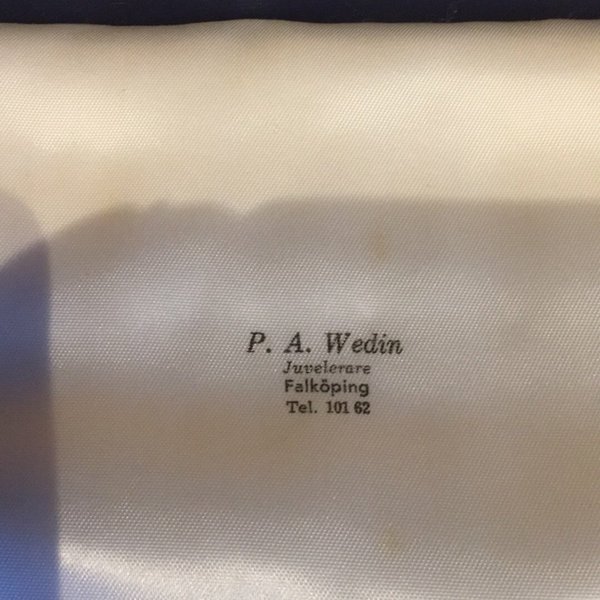 P. A. Wedin
Juvelerare
Falköping
Tel. 101 62